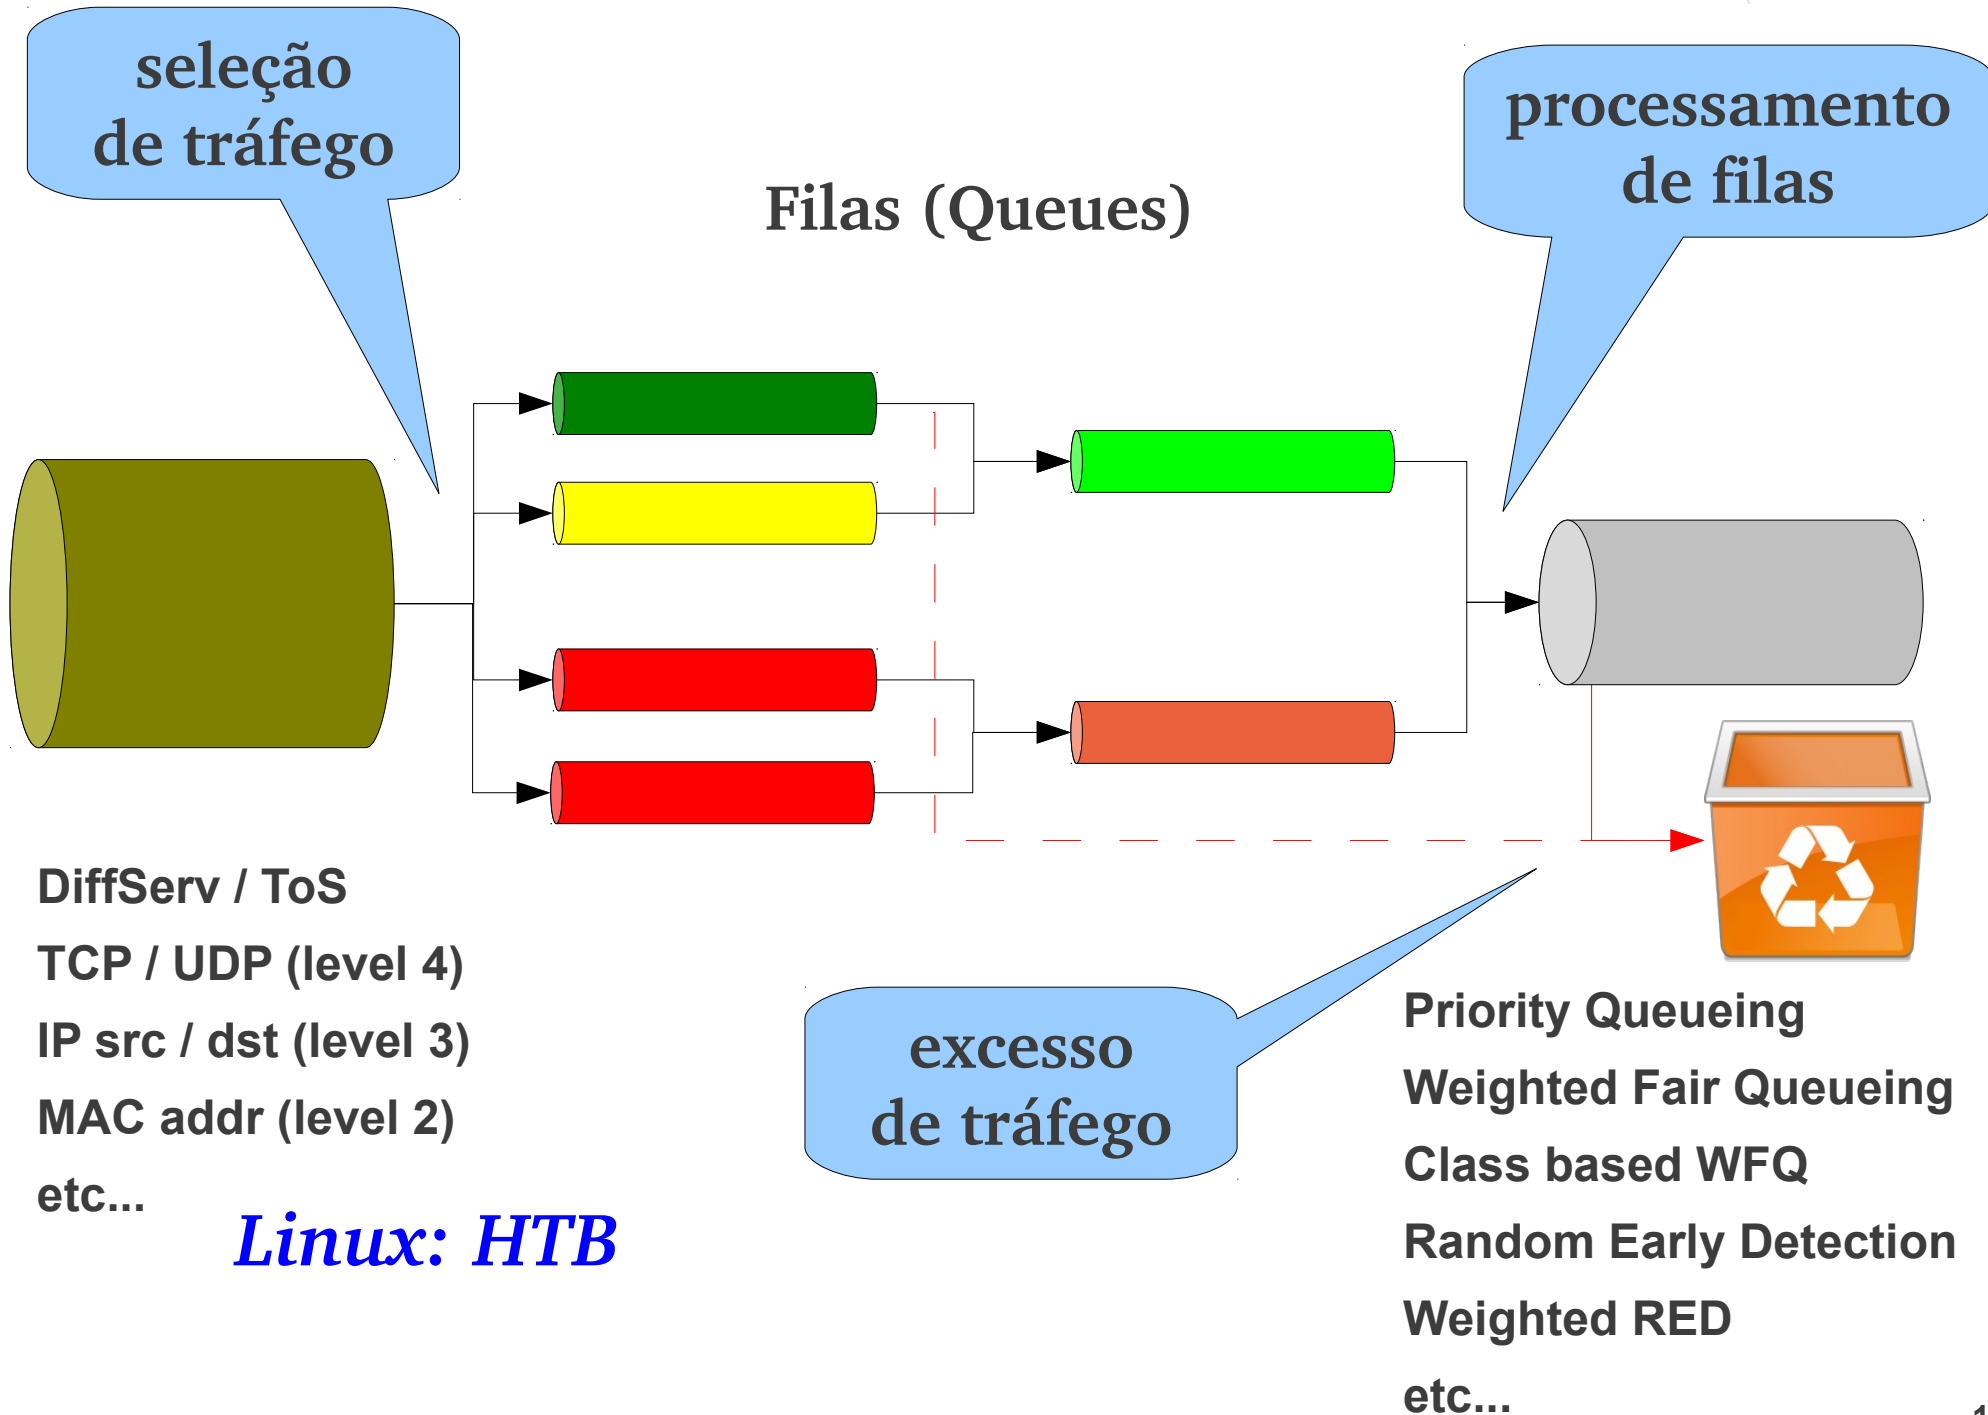 seleção
de tráfego
processamento
de filas
Filas (Queues)
DiffServ / ToS
TCP / UDP (level 4)
IP src / dst (level 3)
MAC addr (level 2)
etc...
Linux: HTB
excesso
de tráfego
Priority Queueing
Weighted Fair Queueing
Class based WFQ
Random Early Detection
Weighted RED
etc...